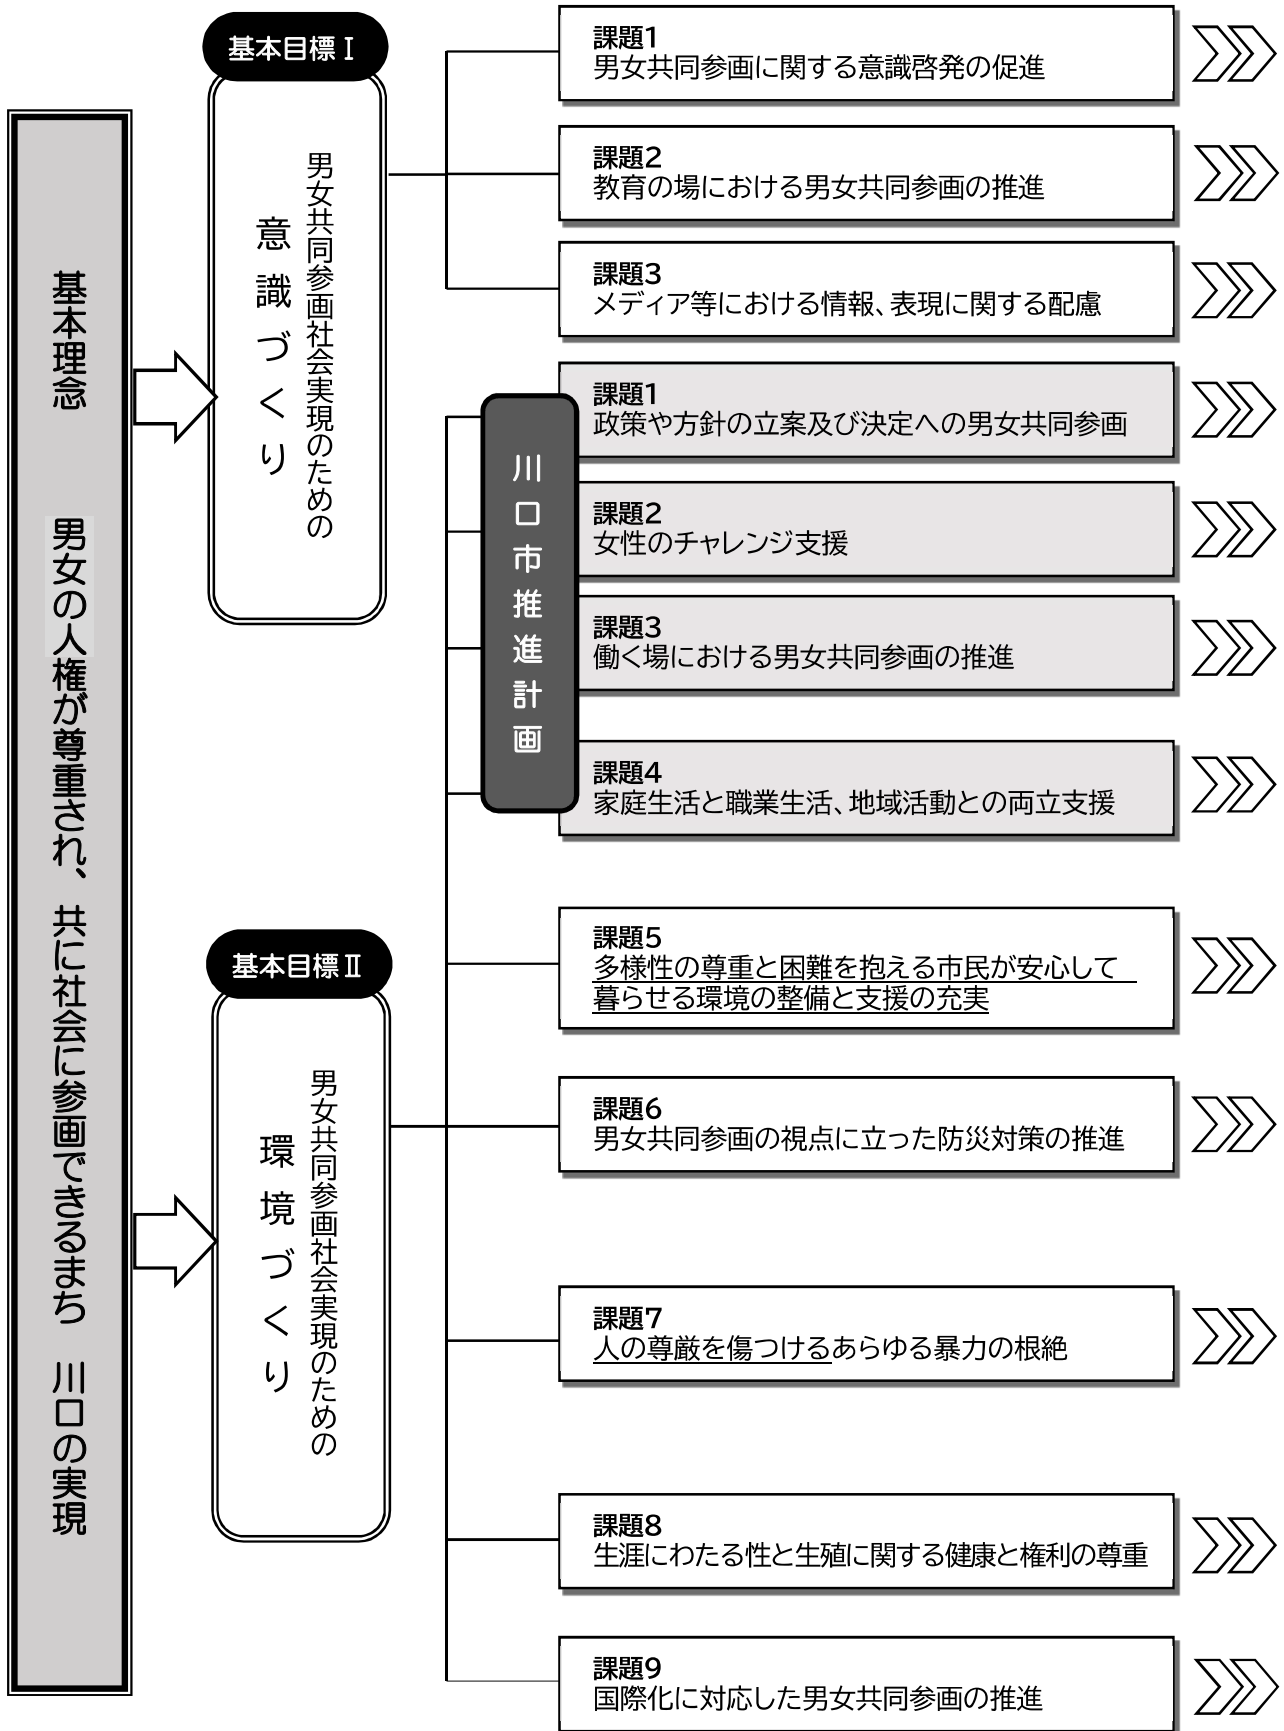 基本理念　男女の人権が尊重され、共に社会に参画できるまち　川口の実現
基本目標Ⅰ
男女共同参画社会実現のための
意識づくり
課題1
男女共同参画に関する意識啓発の促進
課題2
教育の場における男女共同参画の推進
課題3
メディア等における情報、表現に関する配慮
基本目標Ⅱ
男女共同参画社会実現のための
環境づくり
川口市推進計画
課題1
政策や方針の立案及び決定への男女共同参画
課題2
女性のチャレンジ支援
課題3
働く場における男女共同参画の推進
課題4
家庭生活と職業生活、地域活動との両立支援
課題5
多様性の尊重と困難を抱える市民が安心して
暮らせる環境の整備と支援の充実
課題6
男女共同参画の視点に立った防災対策の推進
課題7
人の尊厳を傷つけるあらゆる暴力の根絶
課題8
生涯にわたる性と生殖に関する健康と権利の尊重
課題9
国際化に対応した男女共同参画の推進